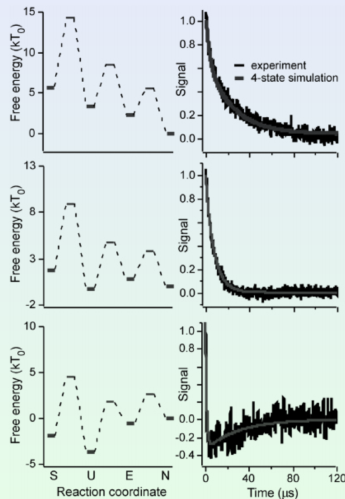 Free energy (kT0)
15
10
5
0
Signal
1.0
0.8
0.6
0.4
0.2
0.0
experiment
4-state simulation
Free energy (kT0)
13
8
3
-2
Signal
1.0
0.8
0.6
0.4
0.2
0.0
Free energy (kT0)
10
5
0
-5
S U E N
Reaction coordinate
Signal
1.0
0.8
0.4
0.2
0.0
-0.2
-0.4
0 40 80 120
Time (µs)